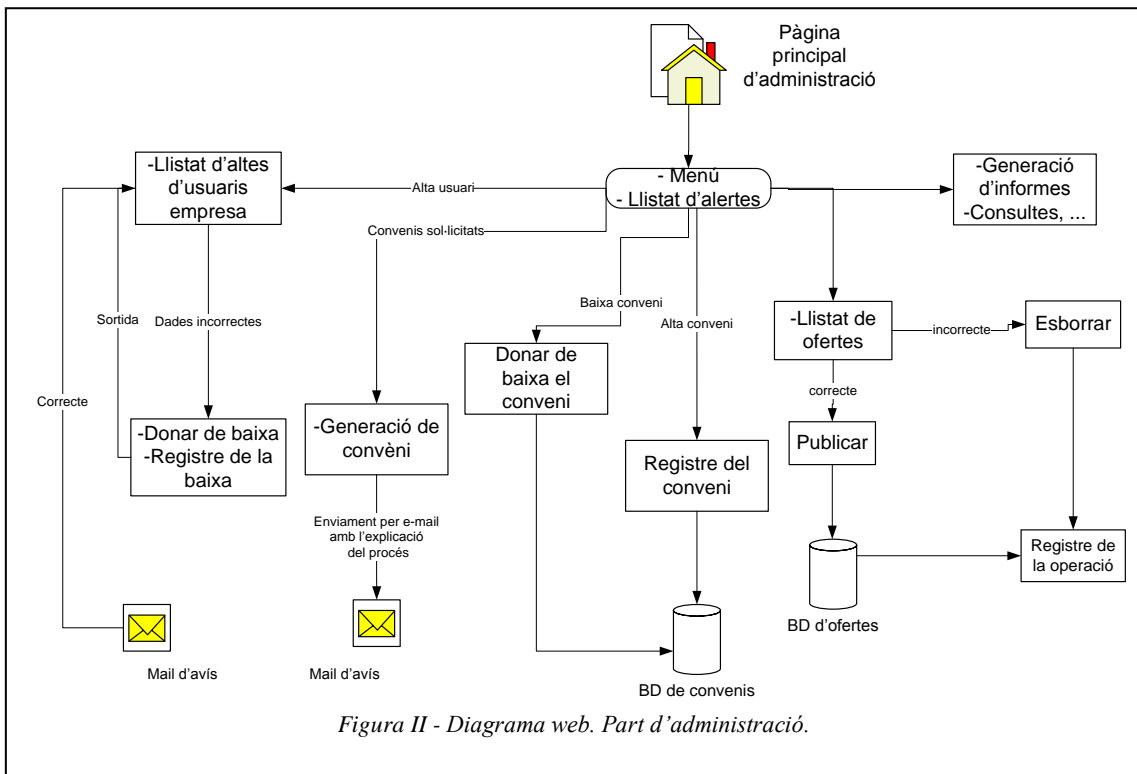 Pàgina
principal
d'administració
-Llistat d'altes
d'usuaris
empresa
Alta usuari
- Menú
- Llistat d'alertes
-Generació
d'informes
-Consultes, ...
Convenis sol·licitats
Baixa conveni
Alta conveni
Sortida
Dades incorrectes
-Llistat de
ofertes
incorrecte
Esborrar
Donar de
baixa el
conveni
Correcte
correcte
-Donar de baixa
-Registre de la
baixa
-Generació de
convèni
Publicar
Registre del
conveni
Enviament per e-mail
amb l'explicació
del procés
Registre de
la operació
BD d'ofertes
Mail d'avís
Mail d'avís
BD de convenis
Figura II - Diagrama web. Part d'administració.